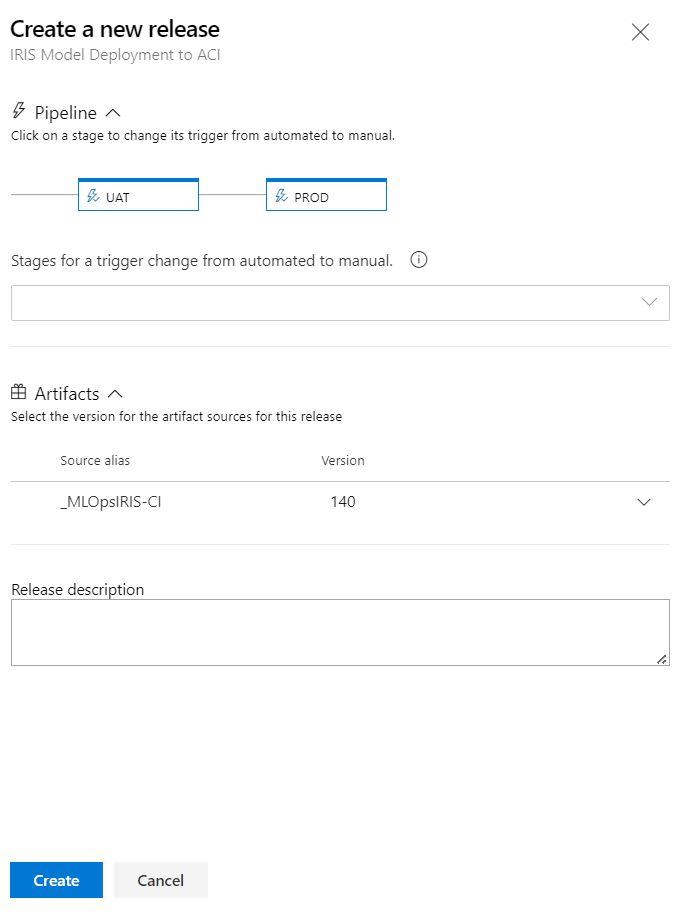 Create a new release
IRIS Model Deployment to ACI
Pipeline
Click on a stage to change its trigger from automated to manual.
UAT
PROD
Stages for a trigger change from automated to manual.
Artifacts
Select the version for the artifact sources for this release
Source alias Version
_MLOpsIRIS-CI 140
Release description
Create Cancel